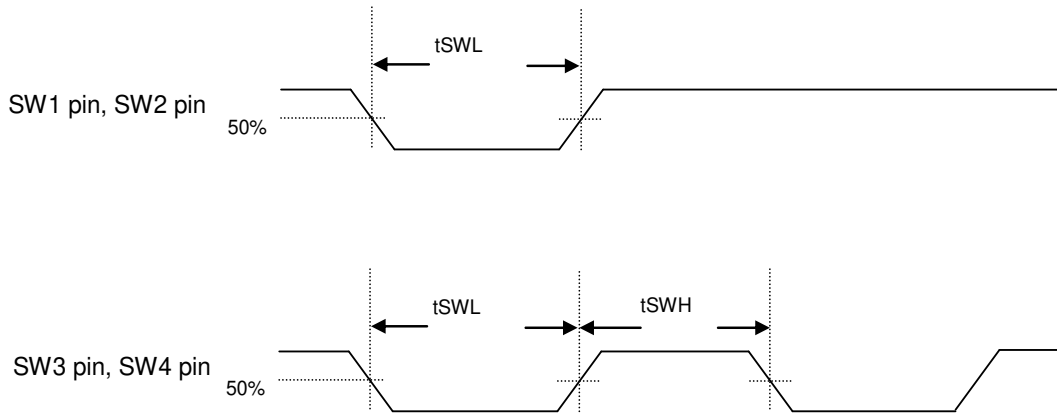 tSWL
SW1 pin, SW2 pin
50%
tSWL
tSWH
SW3 pin, SW4 pin
50%